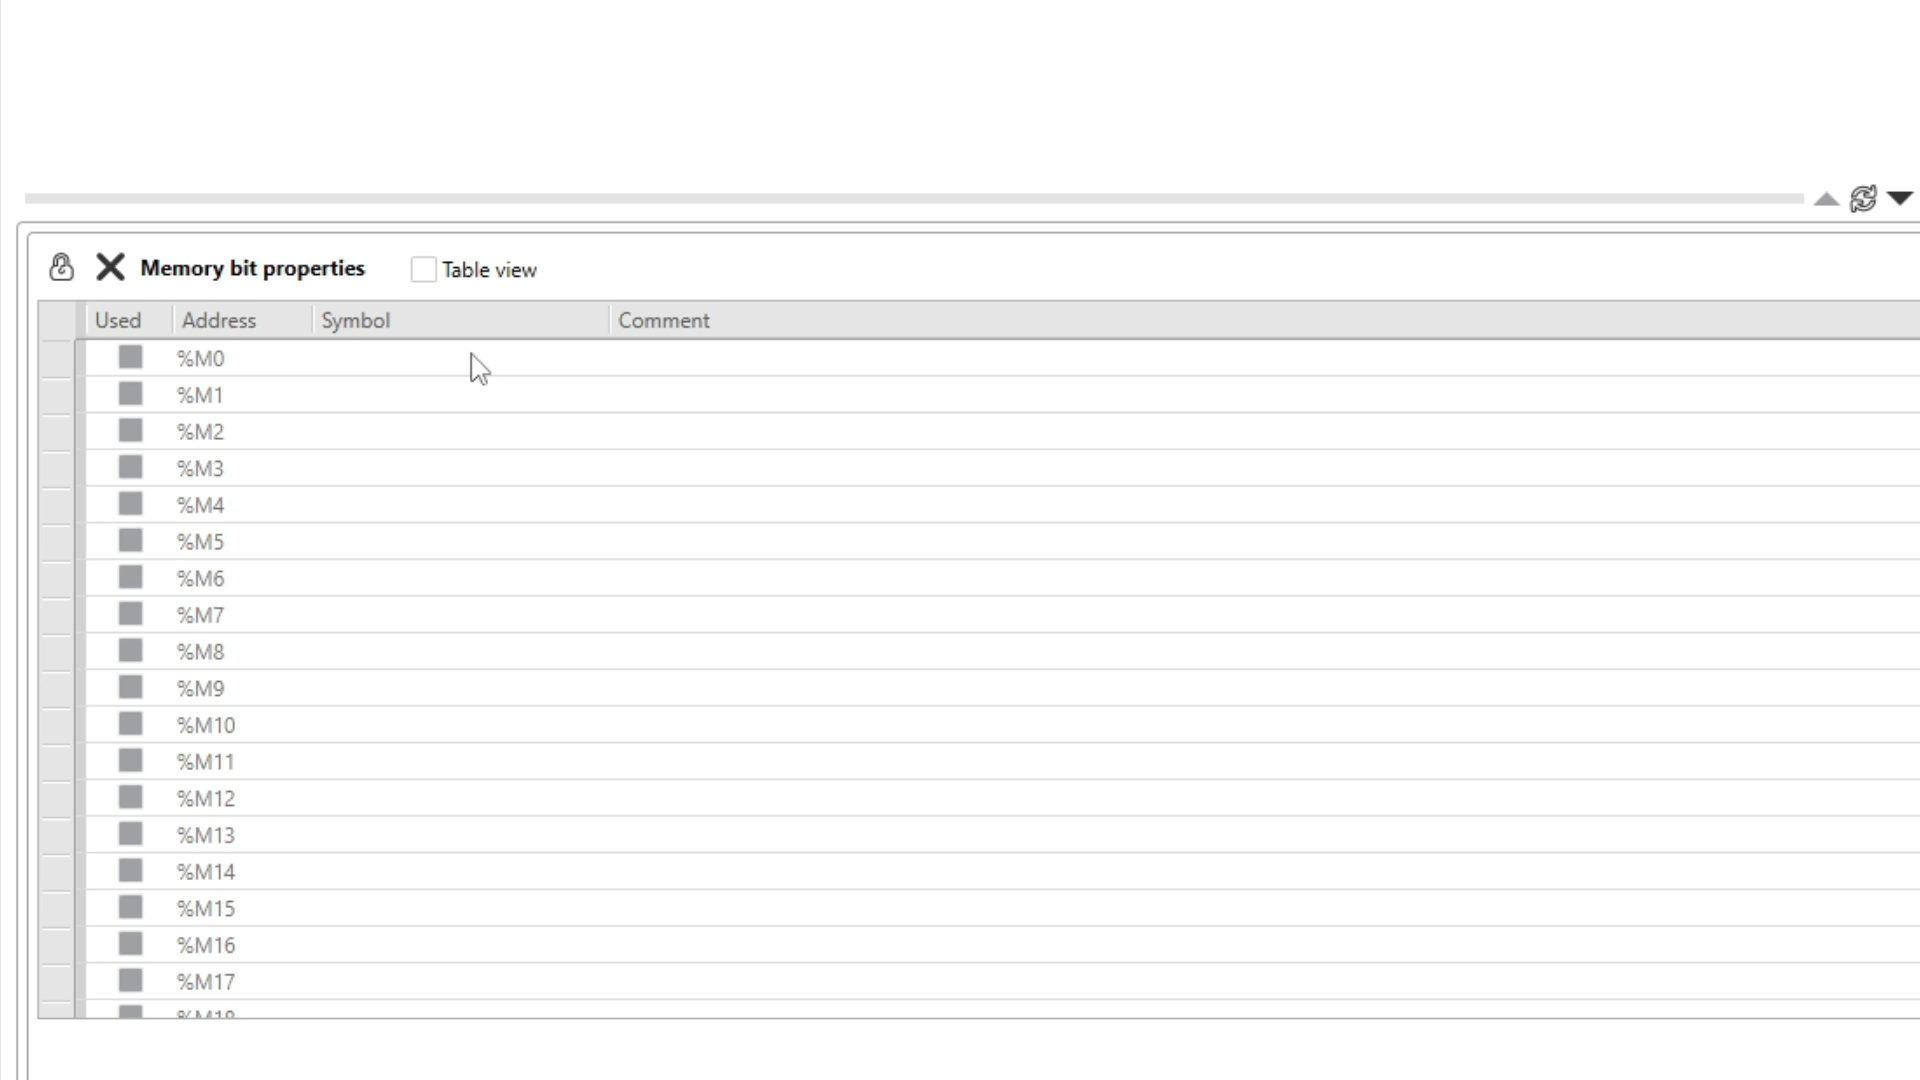 Memory bit properties Table view
Used Address Symbol Comment
%M0
%M1
%M2
%M3
%M4
%M5
%M6
%M7
%M8
%M9
%M10
%M11
%M12
%M13
%M14
%M15
%M16
%M17
%M18